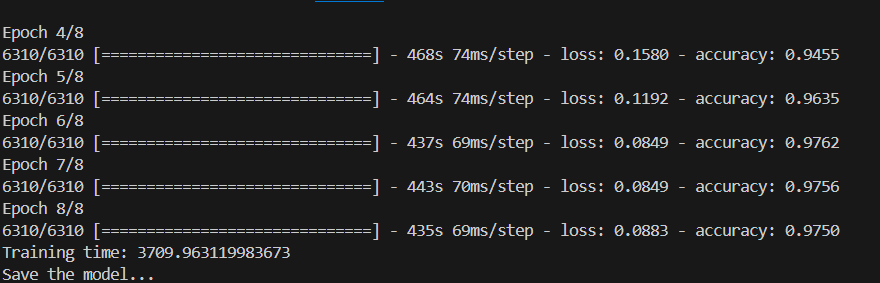 Epoch 4/8
6310/6310 [==============================] - 468s 74ms/step - loss: 0.1580 - accuracy: 0.9455
Epoch 5/8
6310/6310 [==============================] - 464s 74ms/step - loss: 0.1192 - accuracy: 0.9635
Epoch 6/8
6310/6310 [==============================] - 437s 69ms/step - loss: 0.0849 - accuracy: 0.9762
Epoch 7/8
6310/6310 [==============================] - 443s 70ms/step - loss: 0.0849 - accuracy: 0.9756
Epoch 8/8
6310/6310 [==============================] - 435s 69ms/step - loss: 0.0883 - accuracy: 0.9750
Training time: 3709.963119983673
Save the model...